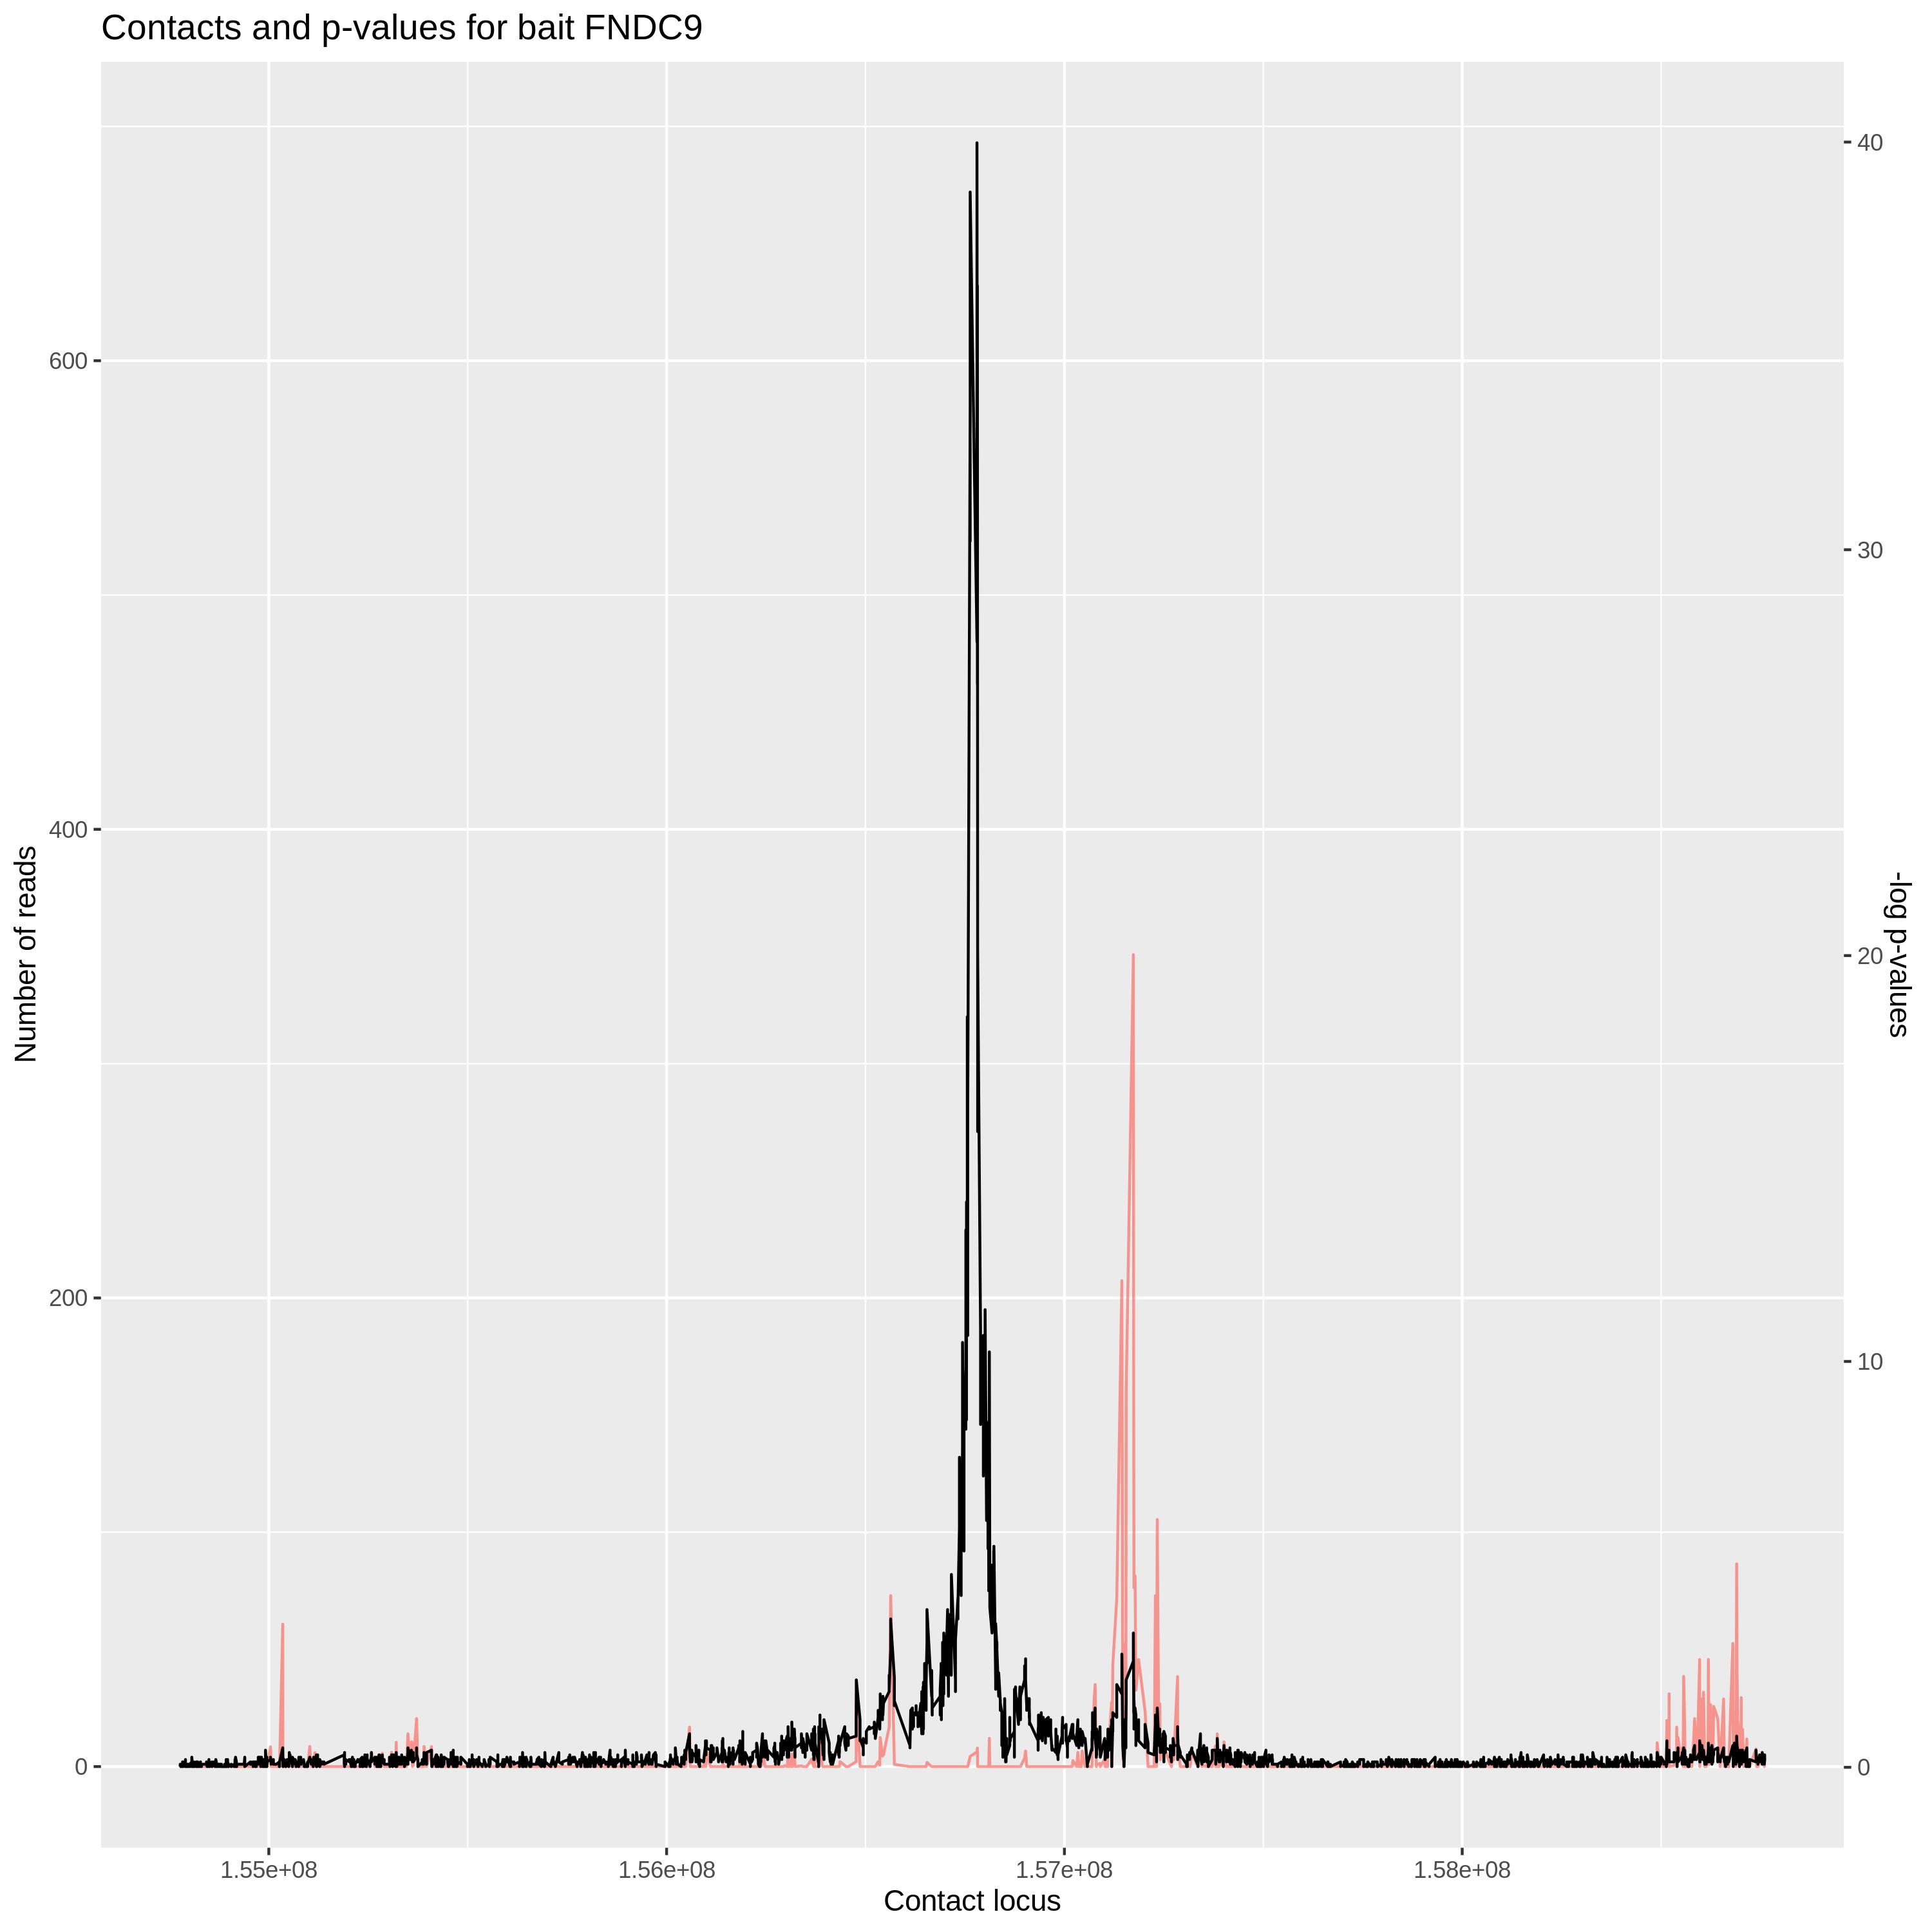 Contacts and p-values for bait FNDC9
40
600
30
400
Number of reads
-log p-values
20
200
10
0
0
1.55e+08
1.56e+08
1.57e+08
1.58e+08
Contact locus